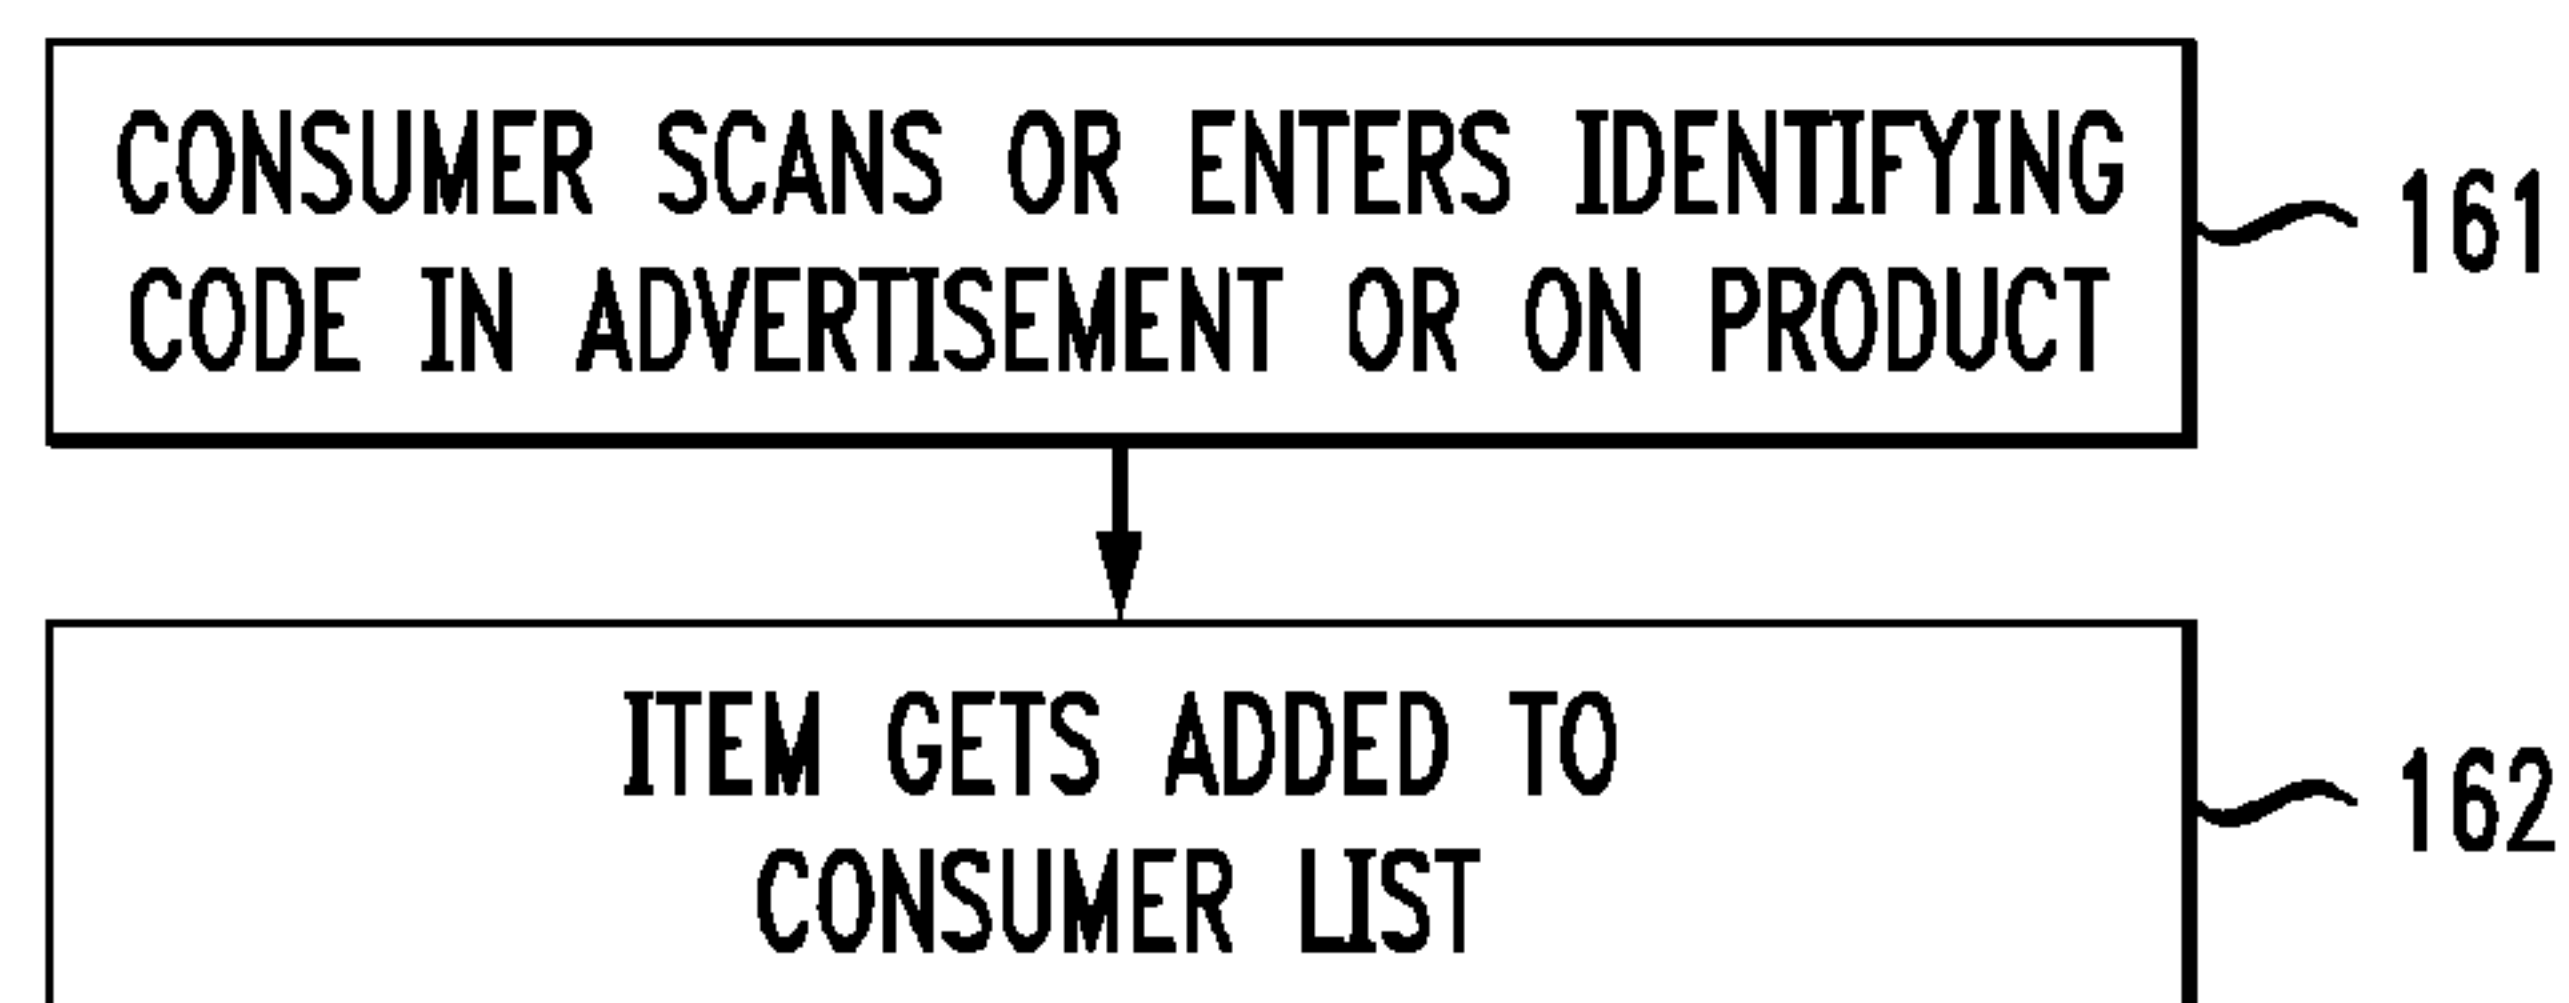 CONSUMER SCANS OR ENTERS IDENTIFYING
CODE IN ADVERTISEMENT OR ON PRODUCT
161
ITEM GETS ADDED TO
CONSUMER LIST
162